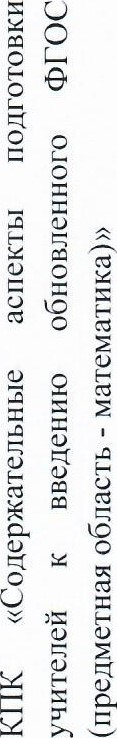 КПК «Содержательные аспекты подготовки
учителей к введению обновленного ФГОС
(предметная область - математика)»